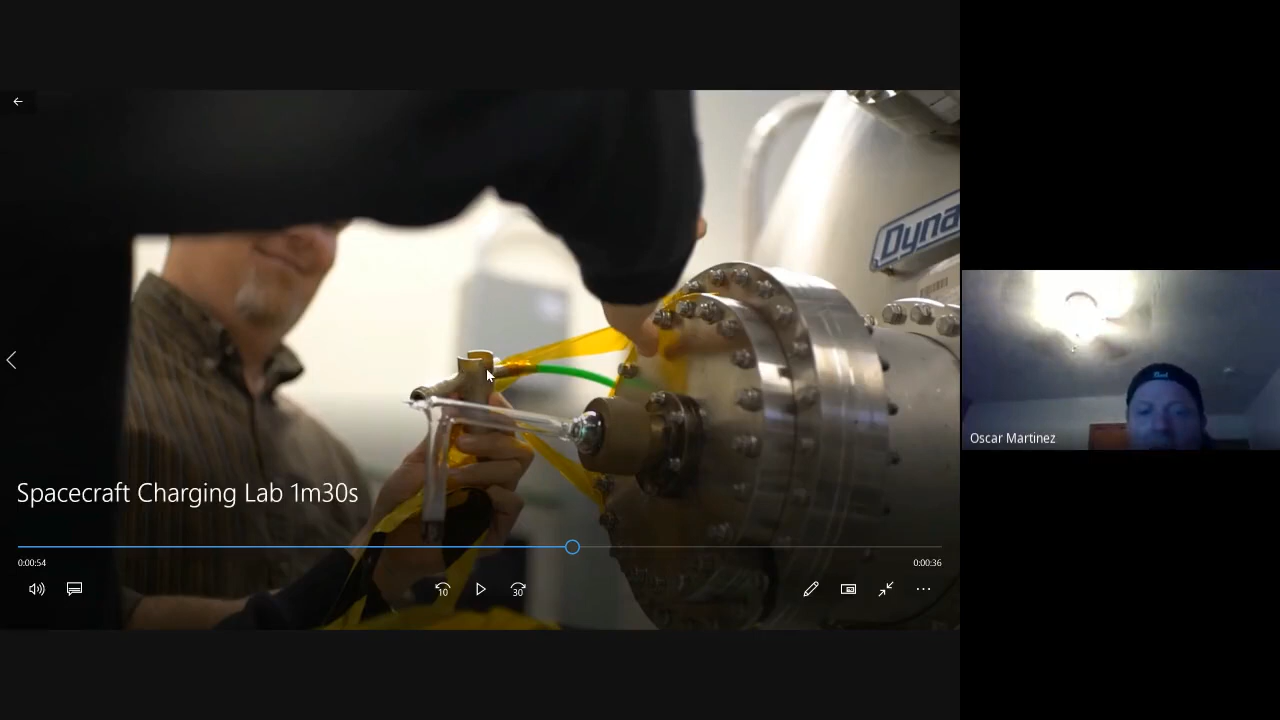 Dyna
Spacecraft Charging Lab 1m30s
0:00:54
0:00:36
10
30
Oscar Martinez